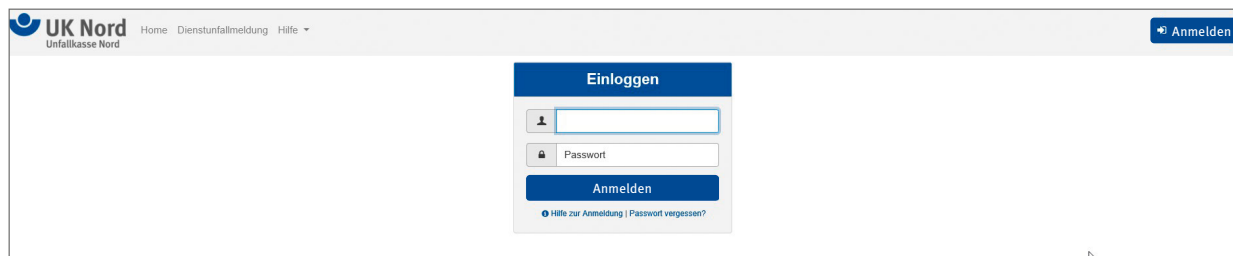 UK Nord
Unfallkasse Nord
Home Dienstunfallmeldung Hilfe
Anmelden
Einloggen
Passwort
Anmelden
Hilfe zur Anmeldung | Passwort vergessen?